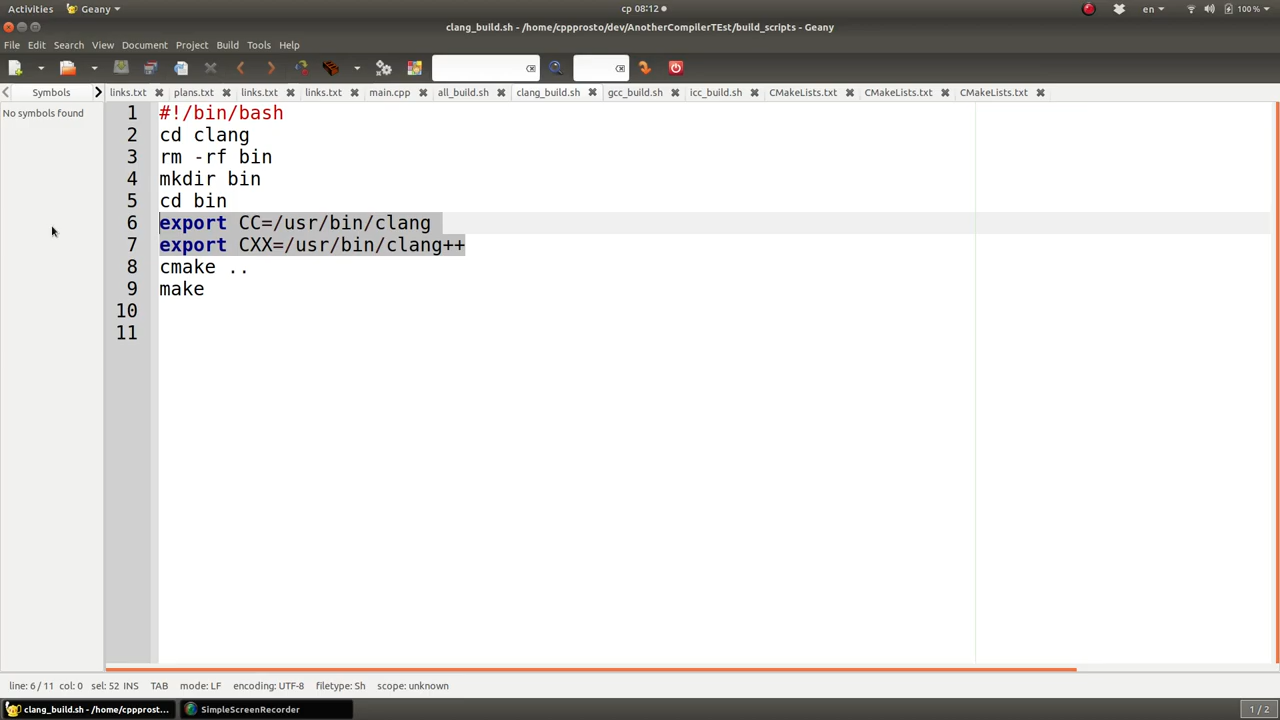 Activities Geany ср 08:12 en 100 %
clang_build.sh - /home/cppprosto/dev/AnotherCompilerTEst/build_scripts - Geany
File Edit Search View Document Project Build Tools Help
Symbols links.txt plans.txt links.txt links.txt main.cpp all_build.sh clang_build.sh gcc_build.sh icc_build.sh CMakeLists.txt CMakeLists.txt CMakeLists.txt
No symbols found
1 #!/bin/bash
2 cd clang
3 rm -rf bin
4 mkdir bin
5 cd bin
6 export CC=/usr/bin/clang
7 export CXX=/usr/bin/clang++
8 cmake ..
9 make
10
11
line: 6 / 11 col: 0 sel: 52 INS TAB mode: LF encoding: UTF-8 filetype: Sh scope: unknown
clang_build.sh - /home/cppprosto... SimpleScreenRecorder 1 / 2